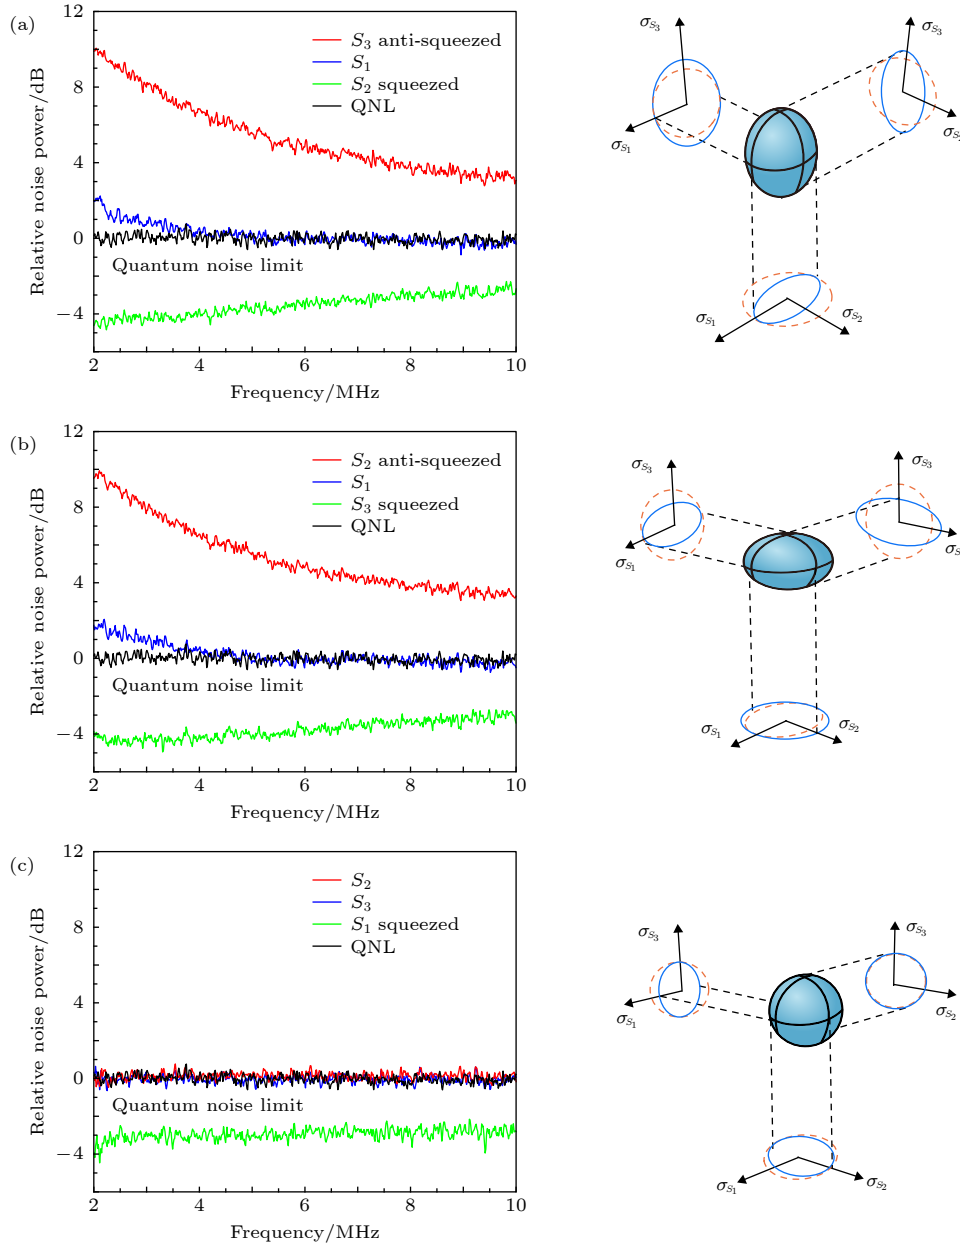 (a)
Relative noise power/dB
12
8
4
0
−4
S3 anti-squeezed
S1
S2 squeezed
QNL
Quantum noise limit
2 4 6 8 10
Frequency/MHz
σS3
σS1
σS3
σS2
σS1
σS2
(b)
Relative noise power/dB
12
8
4
0
−4
S2 anti-squeezed
S1
S3 squeezed
QNL
Quantum noise limit
2 4 6 8 10
Frequency/MHz
σS3
σS1
σS3
σS
σS1
σS2
(c)
Relative noise power/dB
12
8
4
0
−4
S2
S3
S1 squeezed
QNL
Quantum noise limit
2 4 6 8 10
Frequency/MHz
σS3
σS1
σS3
σS2
σS1
σS2